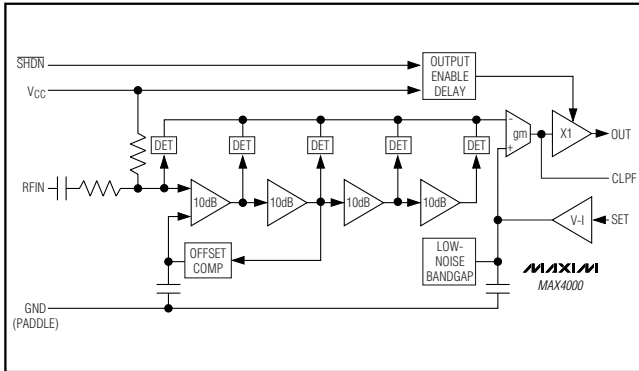 SHDN
VCC
OUTPUT
ENABLE
DELAY
DET DET DET DET DET
-
gm
+
X1
OUT
CLPF
RFIN
10dB 10dB 10dB 10dB
V-I
SET
OFFSET
COMP
LOW-
NOISE
BANDGAP
MAXIM
MAX4000
GND
(PADDLE)